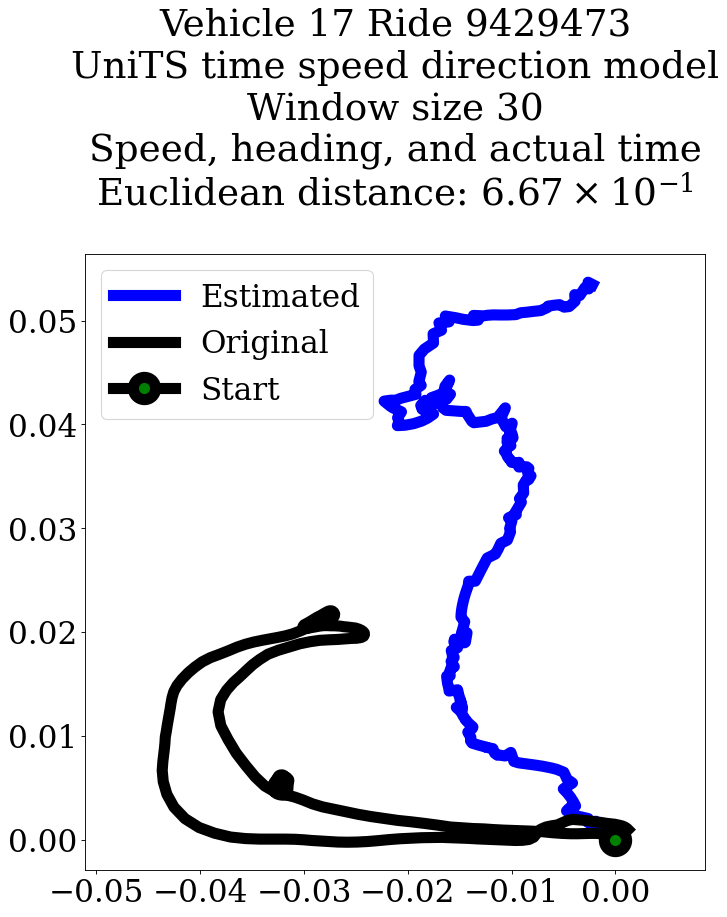 Vehicle 17 Ride 9429473
UniTS time speed direction model
Window size 30
Speed, heading, and actual time
Euclidean distance: 6.67 × 10⁻¹
Estimated
Original
Start
0.05
0.04
0.03
0.02
0.01
0.00
−0.05 −0.04 −0.03 −0.02 −0.01 0.00